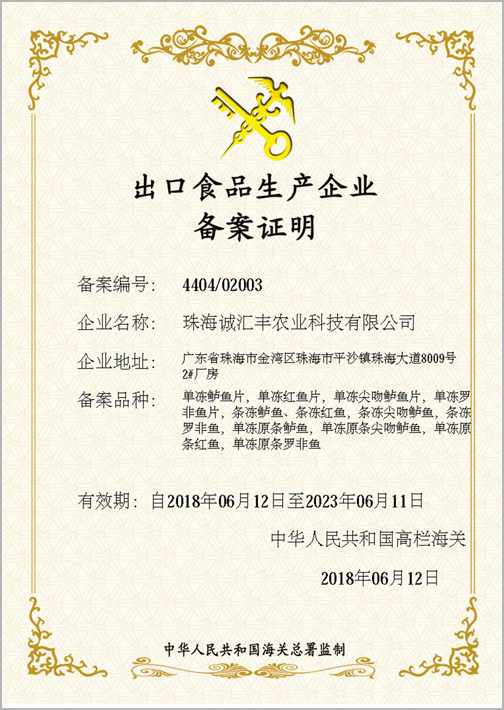 出口食品生产企业
备案证明
备案编号： 4404/02003
企业名称： 珠海诚汇丰农业科技有限公司
企业地址： 广东省珠海市金湾区珠海市平沙镇珠海大道8009号
2#厂房
备案品种： 单冻鲈鱼片，单冻红鱼片，单冻尖吻鲈鱼片，单冻罗
非鱼片，条冻鲈鱼、条冻红鱼，条冻尖吻鲈鱼，条冻
罗非鱼，单冻原条鲈鱼，单冻原条尖吻鲈鱼，单冻原
条红鱼，单冻原条罗非鱼
有效期：自2018年06月12日至2023年06月11日
中华人民共和国高栏海关
2018年06月12日
中华人民共和国海关总署监制